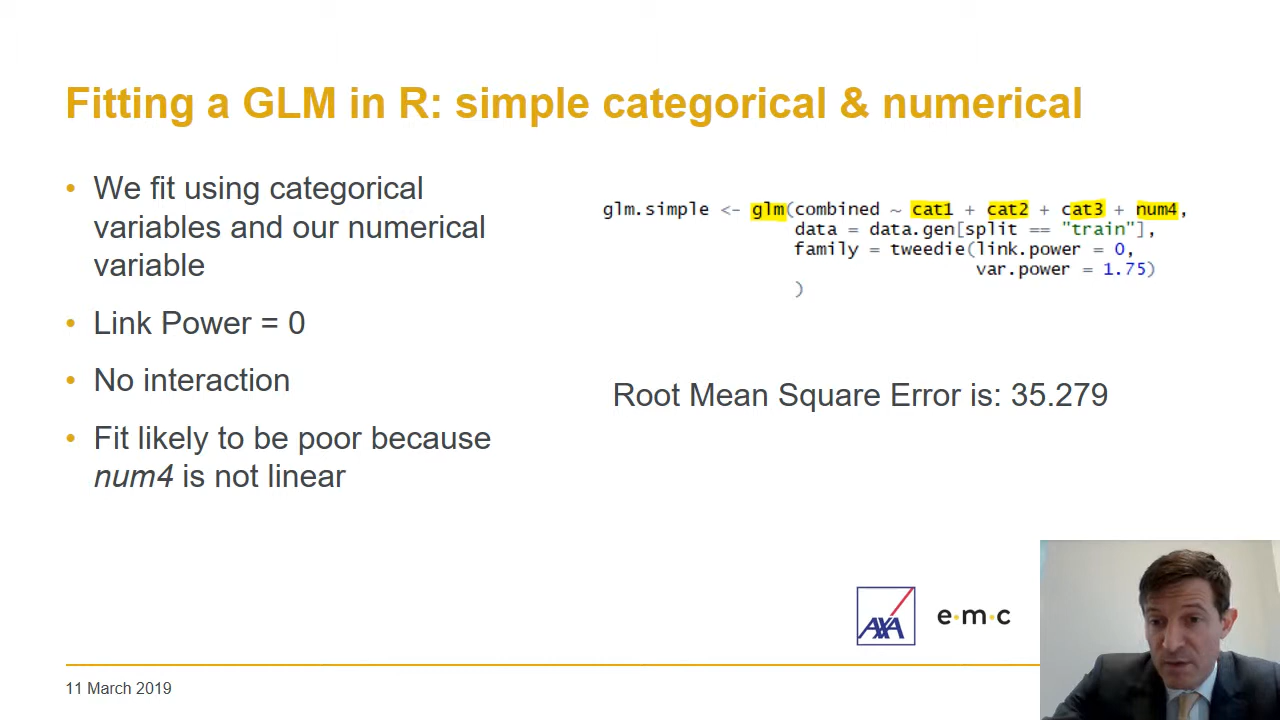 Fitting a GLM in R: simple categorical & numerical
• We fit using categorical
variables and our numerical
variable
• Link Power = 0
• No interaction
• Fit likely to be poor because
num4 is not linear
glm.simple <- glm(combined ~ cat1 + cat2 + cat3 + num4,
data = data.gen[split == "train"],
family = tweedie(link.power = 0,
var.power = 1.75)
)
Root Mean Square Error is: 35.279
AXA
e·m·c
11 March 2019